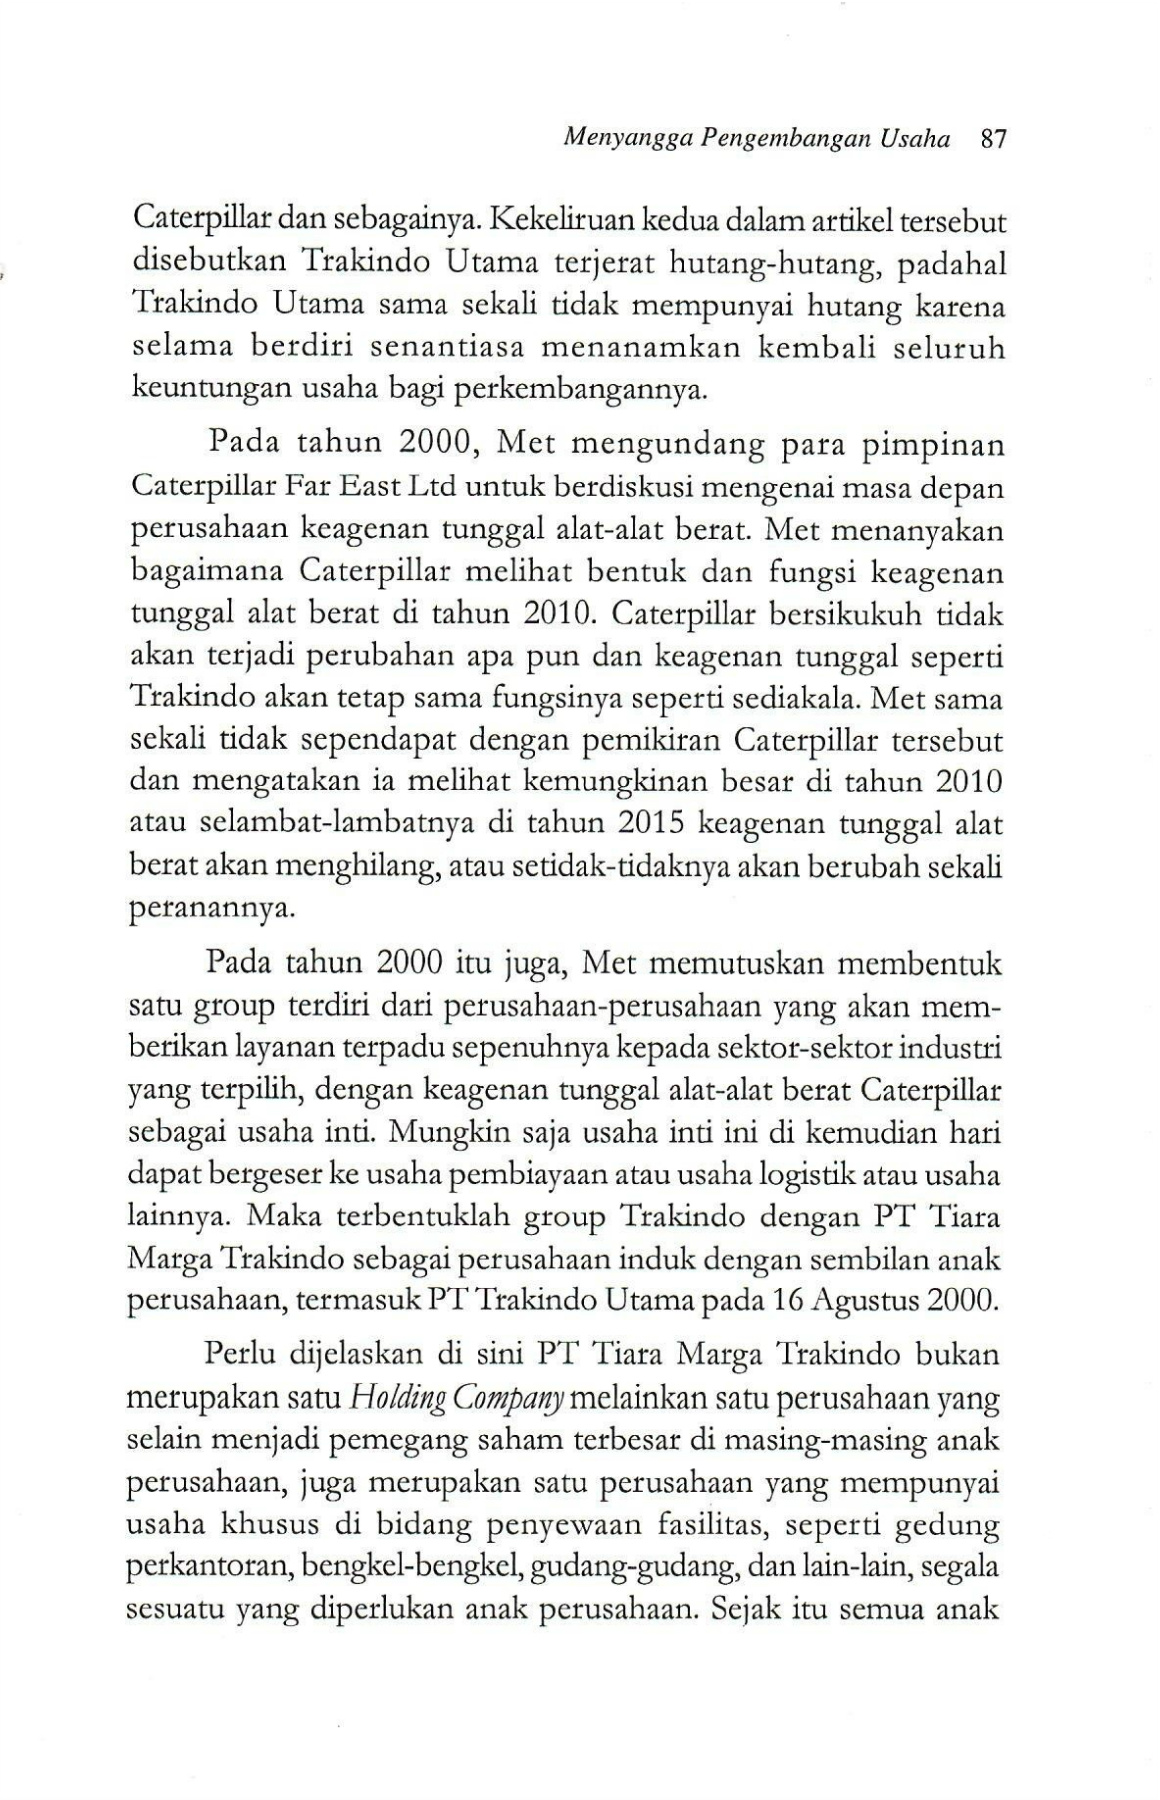 Menyangga Pengembangan Usaha 87
Caterpillar dan sebagainya. Kekeliruan kedua dalam artikel tersebut
disebutkan Trakindo Utama terjerat hutang-hutang, padahal
Trakindo Utama sama sekali tidak mempunyai hutang karena
selama berdiri senantiasa menanamkan kembali seluruh
keuntungan usaha bagi perkembangannya.
Pada tahun 2000, Met mengundang para pimpinan
Caterpillar Far East Ltd untuk berdiskusi mengenai masa depan
perusahaan keagenan tunggal alat-alat berat. Met menanyakan
bagaimana Caterpillar melihat bentuk dan fungsi keagenan
tunggal alat berat di tahun 2010. Caterpillar bersikukuh tidak
akan terjadi perubahan apa pun dan keagenan tunggal seperti
Trakindo akan tetap sama fungsinya seperti sediakala. Met sama
sekali tidak sependapat dengan pemikiran Caterpillar tersebut
dan mengatakan ia melihat kemungkinan besar di tahun 2010
atau selambat-lambatnya di tahun 2015 keagenan tunggal alat
berat akan menghilang, atau setidak-tidaknya akan berubah sekali
peranannya.
Pada tahun 2000 itu juga, Met memutuskan membentuk
satu group terdiri dari perusahaan-perusahaan yang akan mem-
berikan layanan terpadu sepenuhnya kepada sektor-sektor industri
yang terpilih, dengan keagenan tunggal alat-alat berat Caterpillar
sebagai usaha inti. Mungkin saja usaha inti ini di kemudian hari
dapat bergeser ke usaha pembiayaan atau usaha logistik atau usaha
lainnya. Maka terbentuklah group Trakindo dengan PT Tiara
Marga Trakindo sebagai perusahaan induk dengan sembilan anak
perusahaan, termasuk PT Trakindo Utama pada 16 Agustus 2000.
Perlu dijelaskan di sini PT Tiara Marga Trakindo bukan
merupakan satu Holding Company melainkan satu perusahaan yang
selain menjadi pemegang saham terbesar di masing-masing anak
perusahaan, juga merupakan satu perusahaan yang mempunyai
usaha khusus di bidang penyewaan fasilitas, seperti gedung
perkantoran, bengkel-bengkel, gudang-gudang, dan lain-lain, segala
sesuatu yang diperlukan anak perusahaan. Sejak itu semua anak